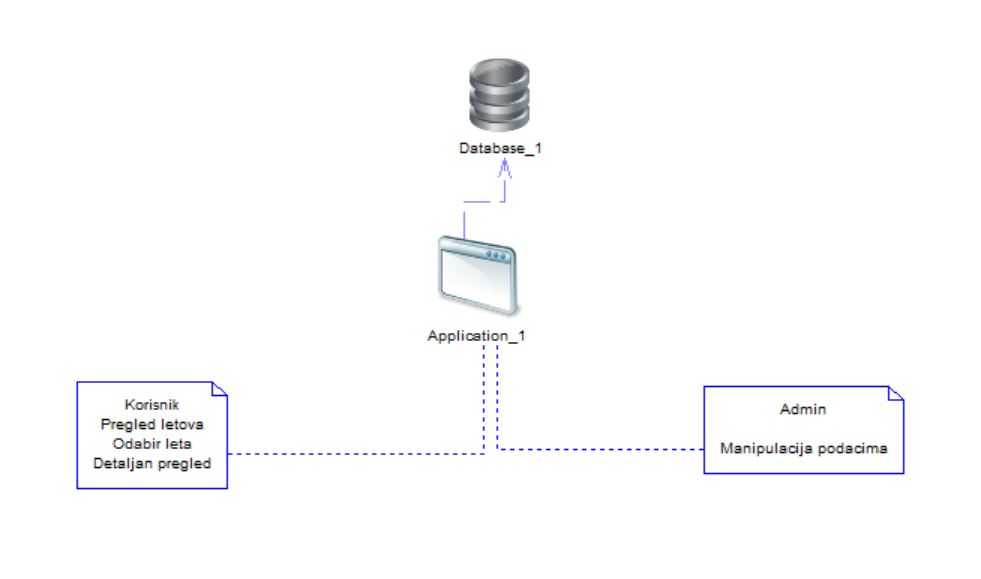 Database_1
Application_1
Korisnik
Pregled letova
Odabir leta
Detaljan pregled
Admin
Manipulacija podacima